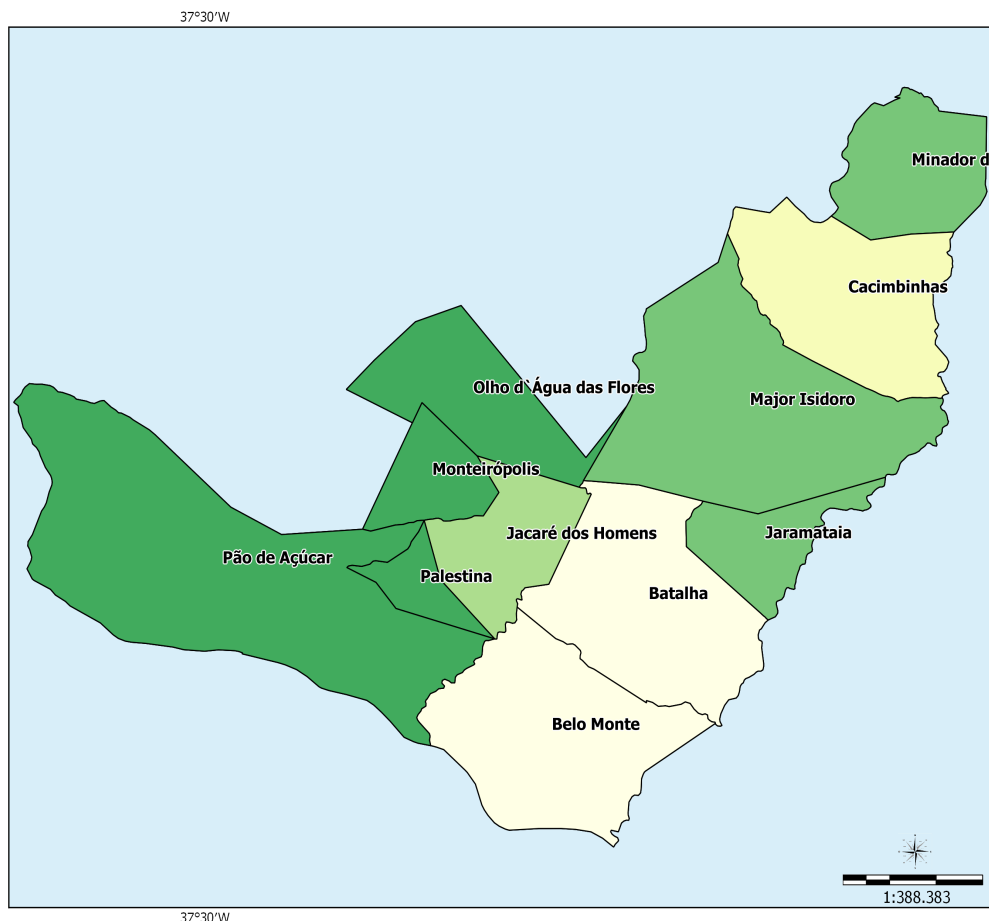 37°30'W
Minador d
Cacimbinhas
Olho d`Água das Flores
Major Isidoro
Monteirópolis
Jacaré dos Homens
Jaramataia
Pão de Açúcar
Palestina
Batalha
Belo Monte
1:388.383
37°30'W